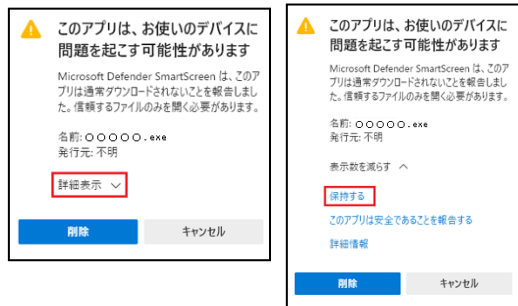 このアプリは、お使いのデバイスに
問題を起こす可能性があります
Microsoft Defender SmartScreen は、このア
プリは通常ダウンロードされないことを報告しまし
た。信頼するファイルのみを開く必要があります。
名前: ○○○○○.exe
発行元: 不明
詳細表示
削除
キャンセル
このアプリは、お使いのデバイスに
問題を起こす可能性があります
Microsoft Defender SmartScreen は、このア
プリは通常ダウンロードされないことを報告しまし
た。信頼するファイルのみを開く必要があります。
名前: ○○○○○.exe
発行元: 不明
表示数を減らす
保持する
このアプリは安全であることを報告する
詳細情報
削除
キャンセル